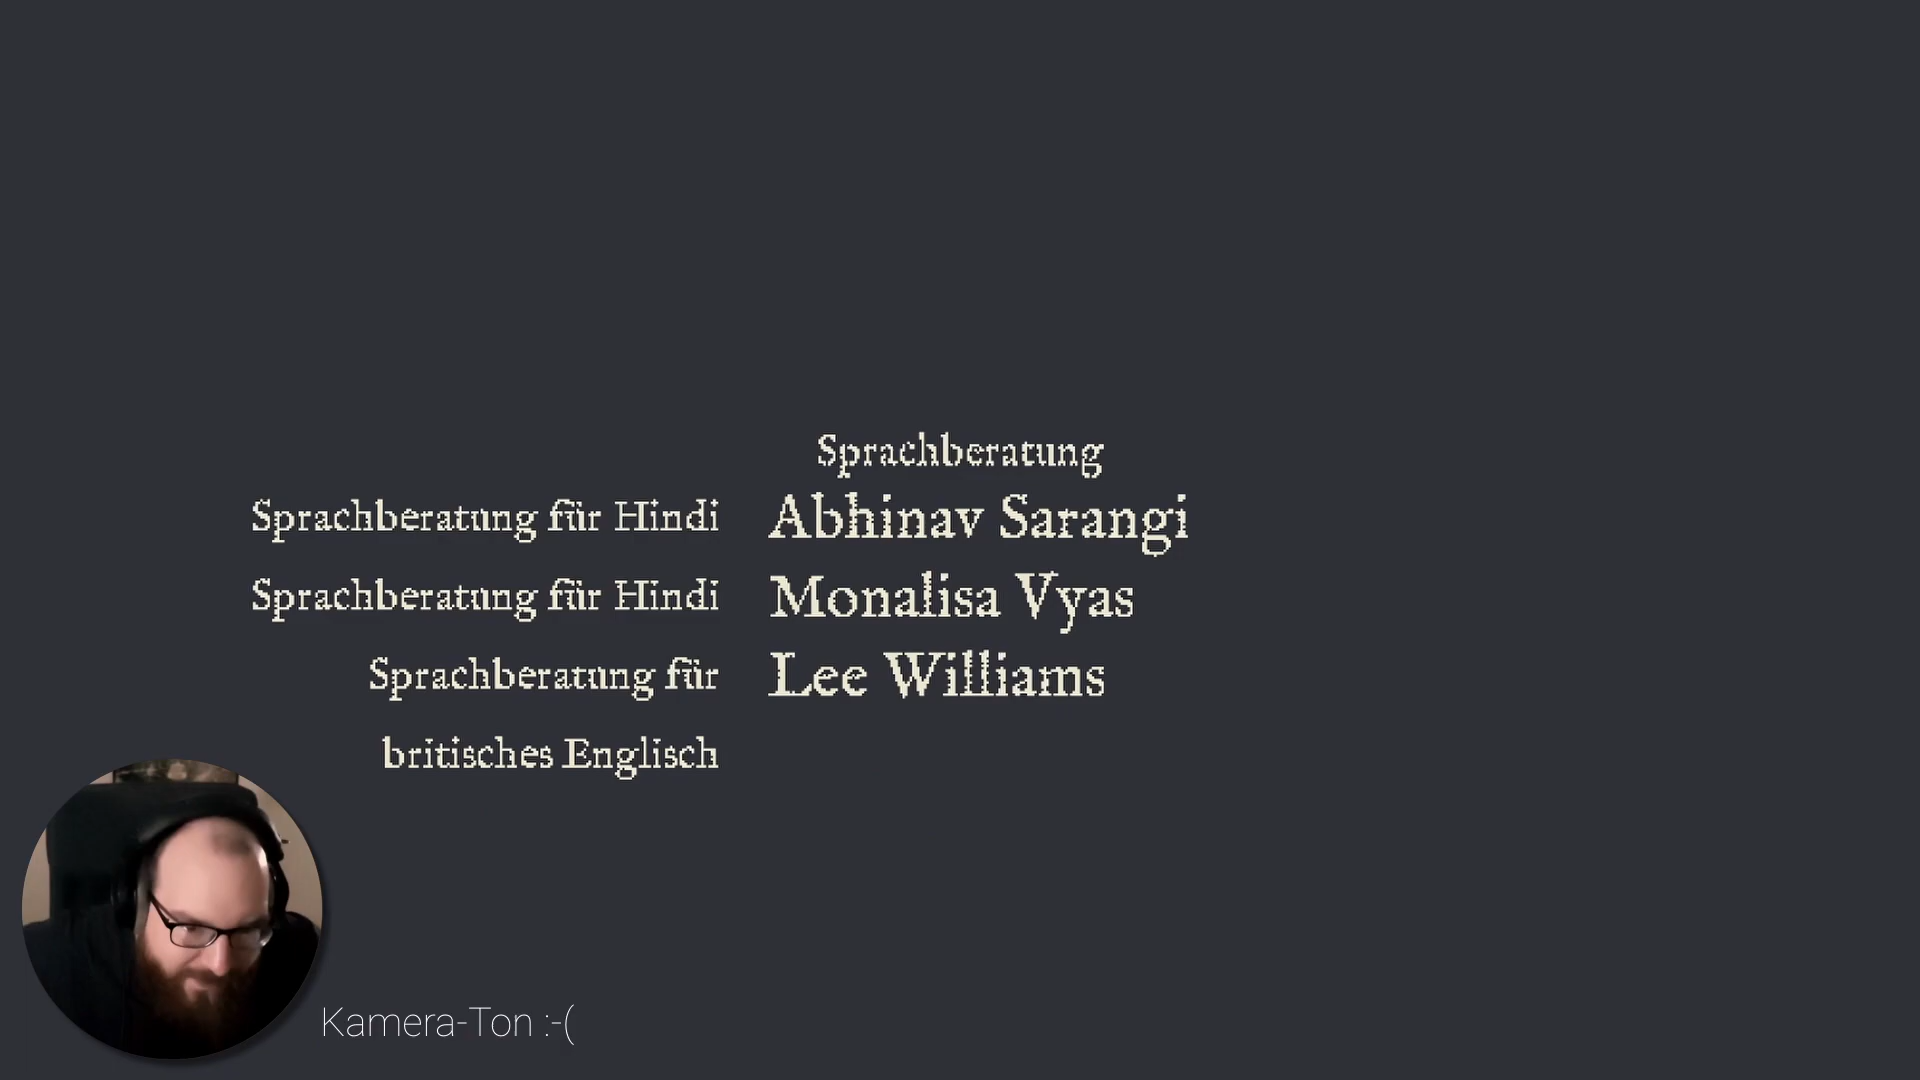 Sprachberatung
Sprachberatung für Hindi Abhinav Sarangi
Sprachberatung für Hindi Monalisa Vyas
Sprachberatung für Lee Williams
britisches Englisch
Kamera-Ton :-(